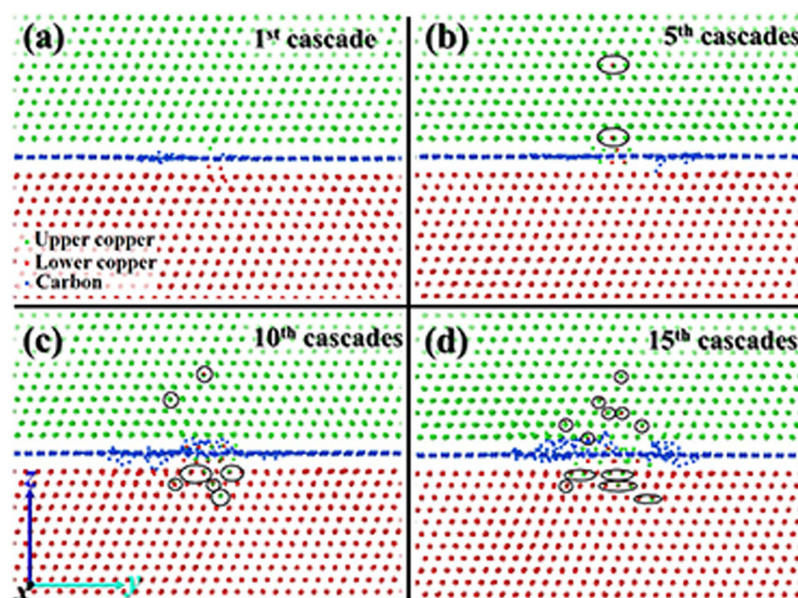 (a) 1st cascade
(b) 5th cascades
Upper copper
Lower copper
Carbon
(c) 10th cascades
(d) 15th cascades
z
y
x